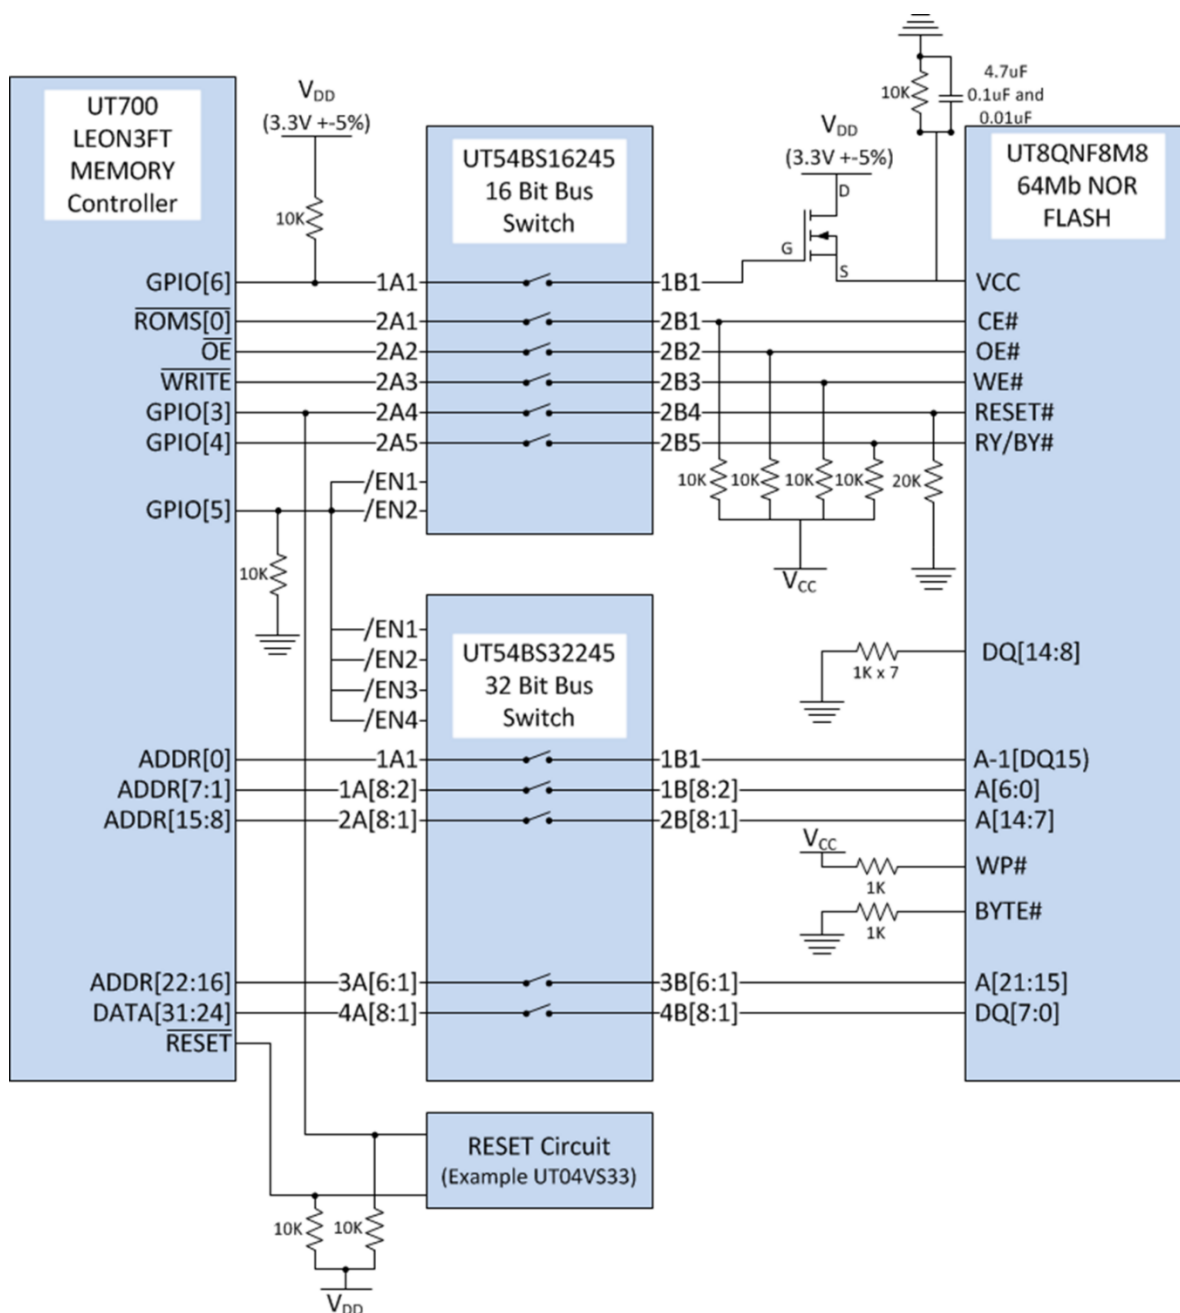 UT700
LEON3FT
MEMORY
Controller
GPIO[6]
ROMS[0]
OE
WRITE
GPIO[3]
GPIO[4]
GPIO[5]
ADDR[0]
ADDR[7:1]
ADDR[15:8]
ADDR[22:16]
DATA[31:24]
RESET
VDD
(3.3V +-5%)
10K
10K
UT54BS16245
16 Bit Bus
Switch
1A1
2A1
2A2
2A3
2A4
2A5
/EN1
/EN2
1B1
2B1
2B2
2B3
2B4
2B5
UT54BS32245
32 Bit Bus
Switch
/EN1
/EN2
/EN3
/EN4
1A1
1A[8:2]
2A[8:1]
3A[6:1]
4A[8:1]
1B1
1B[8:2]
2B[8:1]
3B[6:1]
4B[8:1]
VDD
(3.3V +-5%)
D
G
S
10K
4.7uF
0.1uF and
0.01uF
10K
10K
10K
10K
20K
VCC
1K x 7
VCC
1K
1K
UT8QNF8M8
64Mb NOR
FLASH
VCC
CE#
OE#
WE#
RESET#
RY/BY#
DQ[14:8]
A-1[DQ15)
A[6:0]
A[14:7]
WP#
BYTE#
A[21:15]
DQ[7:0]
RESET Circuit
(Example UT04VS33)
10K
10K
VDD